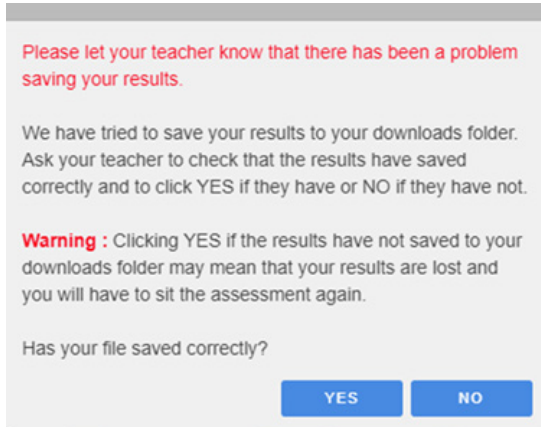 Please let your teacher know that there has been a problem
saving your results.
We have tried to save your results to your downloads folder.
Ask your teacher to check that the results have saved
correctly and to click YES if they have or NO if they have not.
Warning : Clicking YES if the results have not saved to your
downloads folder may mean that your results are lost and
you will have to sit the assessment again.
Has your file saved correctly?
YES NO